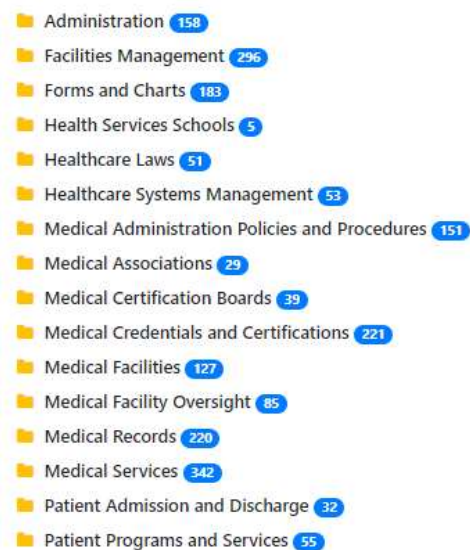 Administration 158
Facilities Management 296
Forms and Charts 183
Health Services Schools 5
Healthcare Laws 51
Healthcare Systems Management 53
Medical Administration Policies and Procedures 151
Medical Associations 29
Medical Certification Boards 39
Medical Credentials and Certifications 221
Medical Facilities 127
Medical Facility Oversight 85
Medical Records 220
Medical Services 342
Patient Admission and Discharge 32
Patient Programs and Services 55